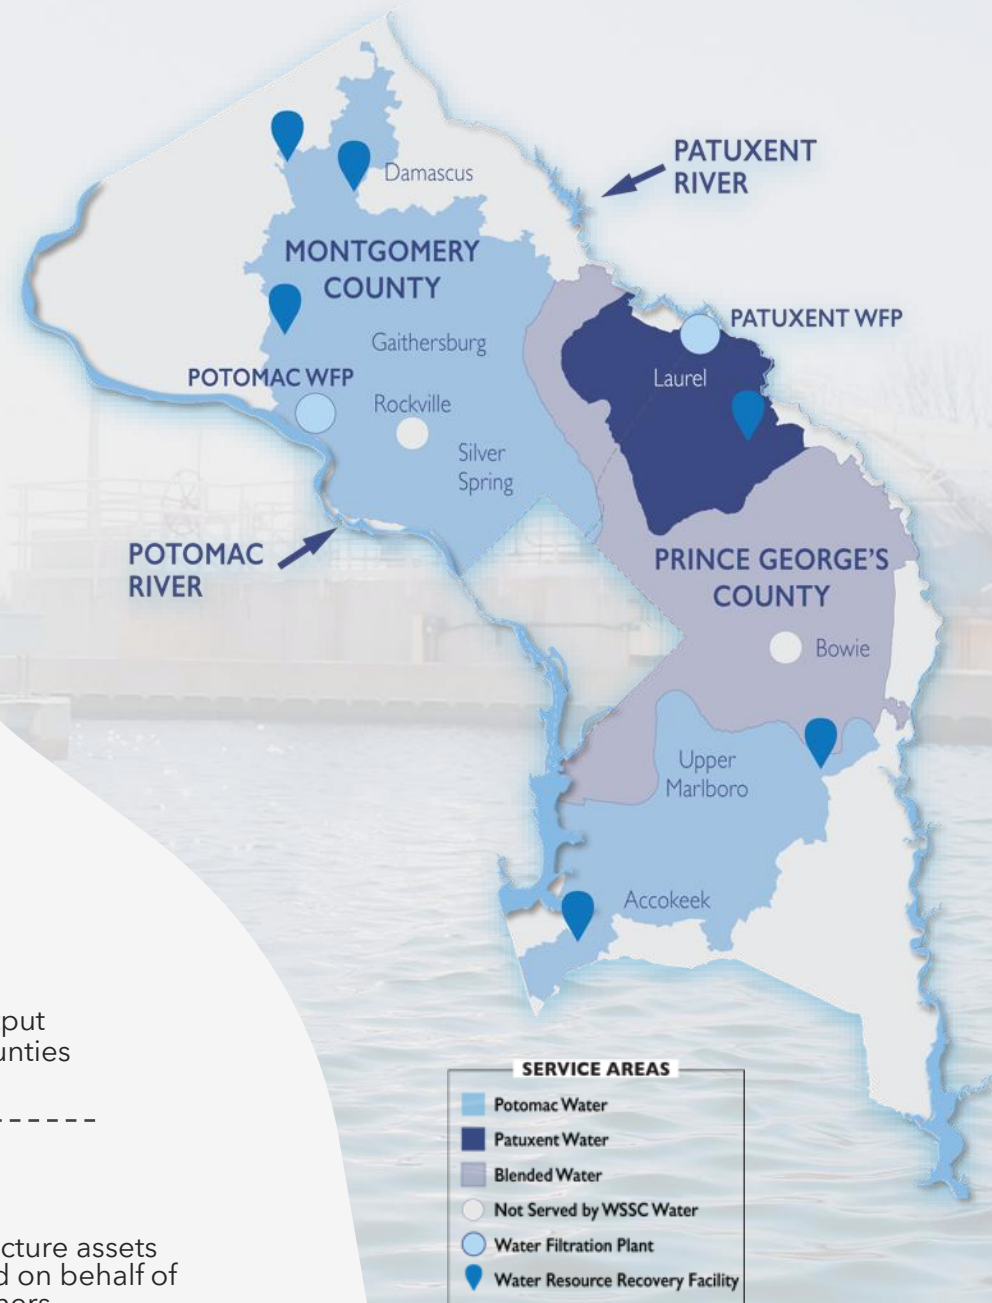 PATUXENT
RIVER
Damascus
MONTGOMERY
COUNTY
PATUXENT WFP
Gaithersburg
POTOMAC WFP
Laurel
Rockville
Silver
Spring
POTOMAC
RIVER
PRINCE GEORGE'S
COUNTY
Bowie
Upper
Marlboro
Accokeek
put
unties
cture assets
d on behalf of
SERVICE AREAS
Potomac Water
Patuxent Water
Blended Water
Not Served by WSSC Water
Water Filtration Plant
Water Resource Recovery Facility